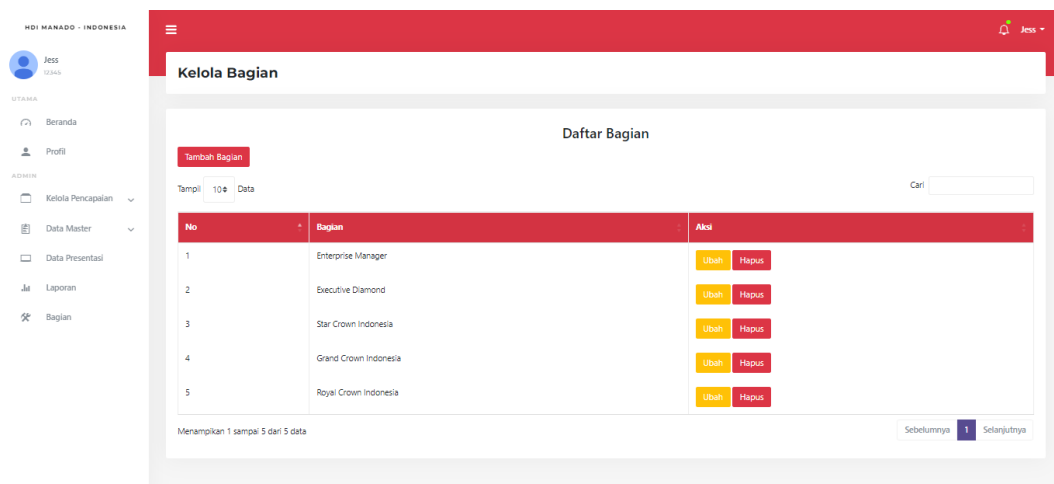 HDI MANADO - INDONESIA
Jess
Jess
12345
Kelola Bagian
UTAMA
Beranda
Profil
ADMIN
Kelola Pencapaian
Data Master
Data Presentasi
Laporan
Bagian
Daftar Bagian
Tambah Bagian
Tampil 10 Data
Cari
No Bagian Aksi
1 Enterprise Manager Ubah Hapus
2 Executive Diamond Ubah Hapus
3 Star Crown Indonesia Ubah Hapus
4 Grand Crown Indonesia Ubah Hapus
5 Royal Crown Indonesia Ubah Hapus
Menampilkan 1 sampai 5 dari 5 data
Sebelumnya 1 Selanjutnya